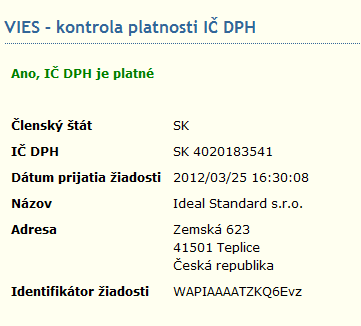 VIES - kontrola platnosti IČ DPH
Ano, IČ DPH je platné
Členský štát SK
IČ DPH SK 4020183541
Dátum prijatia žiadosti 2012/03/25 16:30:08
Názov Ideal Standard s.r.o.
Adresa Zemská 623
41501 Teplice
Česká republika
Identifikátor žiadosti WAPIAAAATZKQ6Evz